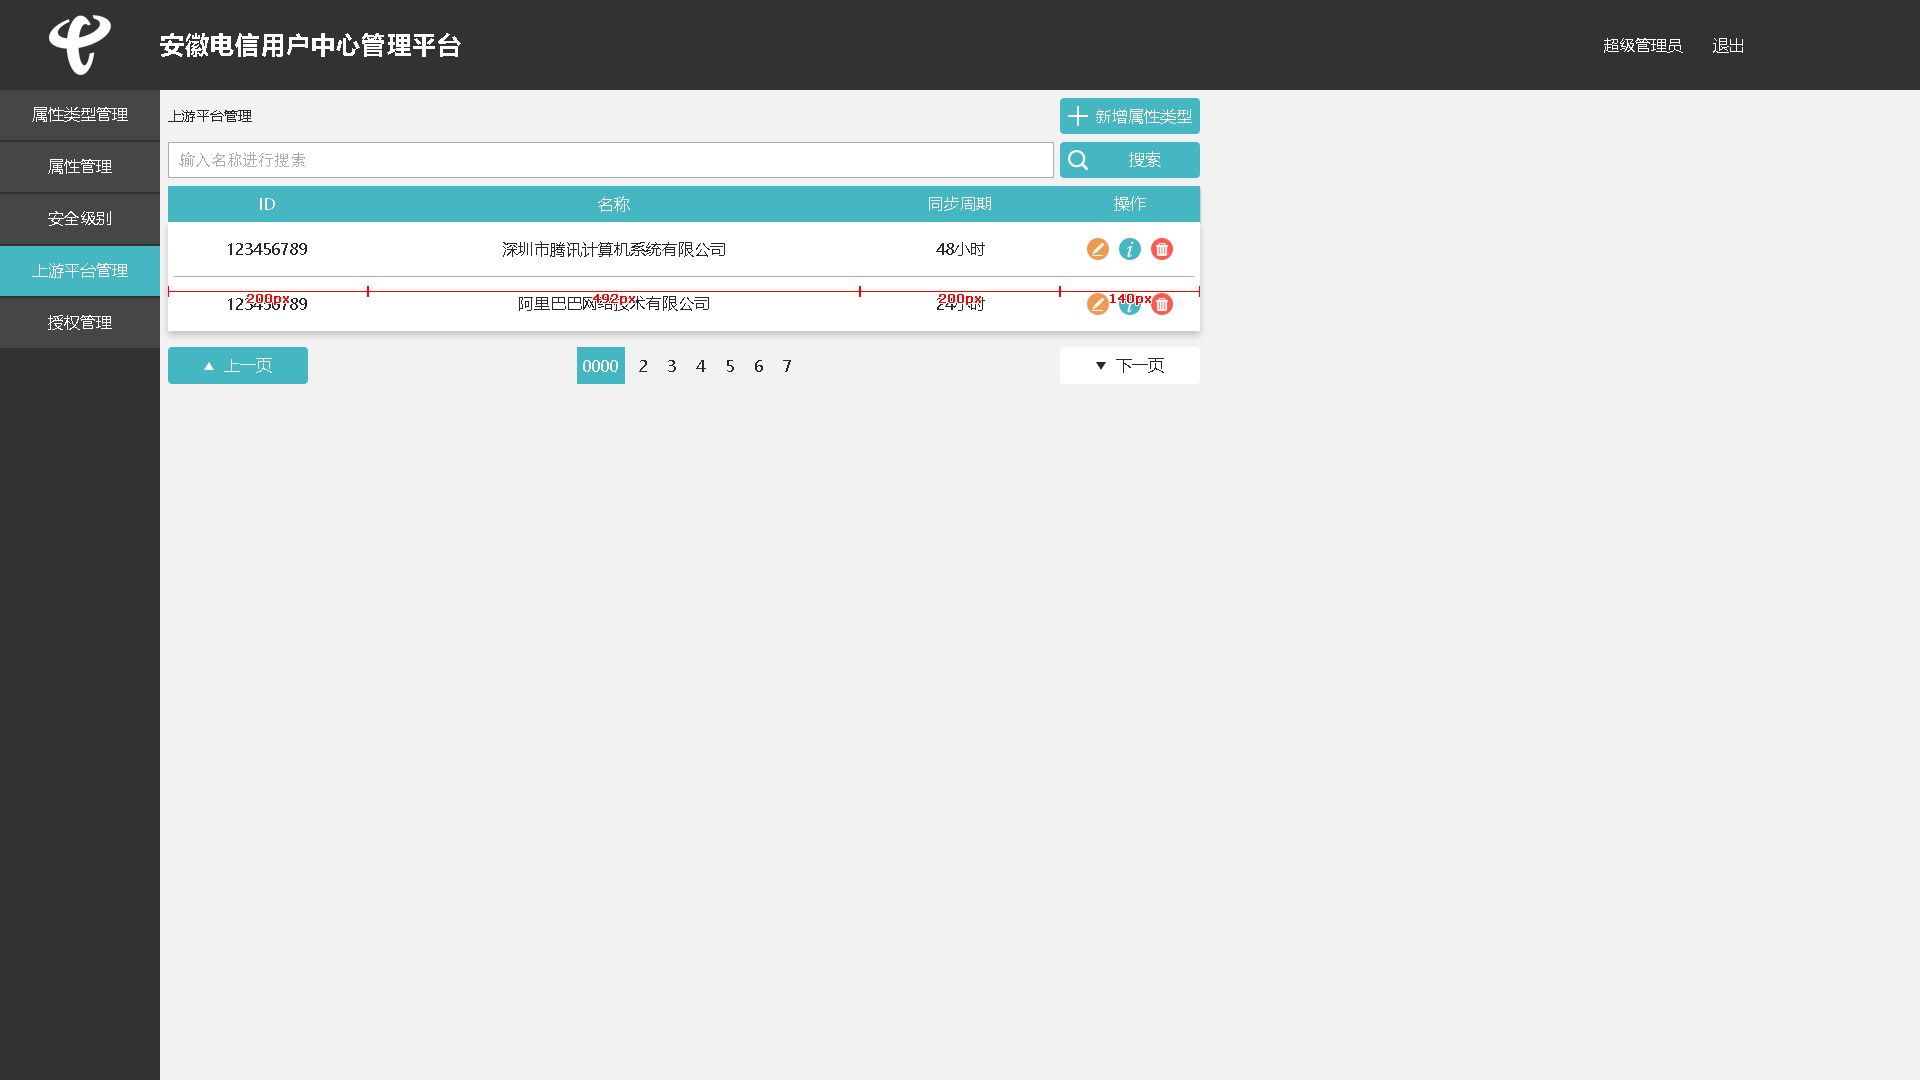 安徽电信用户中心管理平台
超级管理员 退出
属性类型管理
属性管理
安全级别
上游平台管理
授权管理
上游平台管理
新增属性类型
输入名称进行搜索
搜索
ID 名称 同步周期 操作
123456789 深圳市腾讯计算机系统有限公司 48小时
200px 492px 200px 140px
123456789 阿里巴巴网络技术有限公司 24小时
上一页 0000 2 3 4 5 6 7 下一页